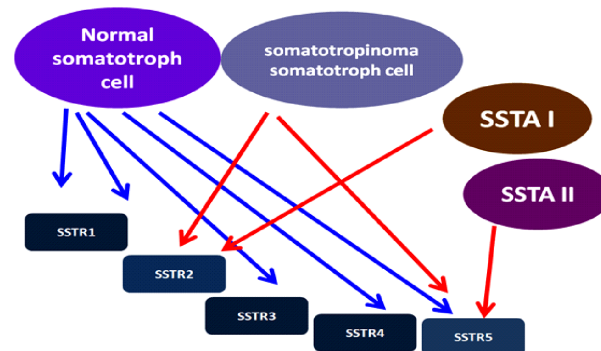 Normal
somatotroph
cell
somatotropinoma
somatotroph cell
SSTA I
SSTA II
SSTR1
SSTR2
SSTR3
SSTR4
SSTR5